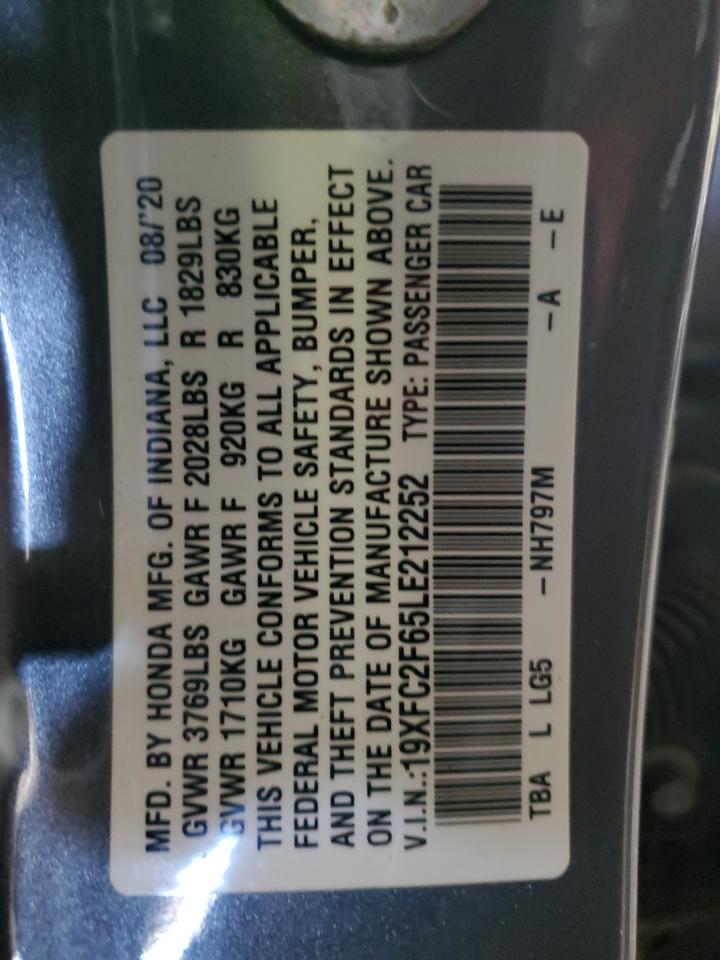 MFD. BY HONDA MFG. OF INDIANA, LLC 08/'20
GVWR 3769LBS GAWR F 2028LBS R 1829LBS
GVWR 1710KG GAWR F 920KG R 830KG
THIS VEHICLE CONFORMS TO ALL APPLICABLE
FEDERAL MOTOR VEHICLE SAFETY, BUMPER,
AND THEFT PREVENTION STANDARDS IN EFFECT
ON THE DATE OF MANUFACTURE SHOWN ABOVE.
V.I.N.:19XFC2F65LE212252 TYPE: PASSENGER CAR
TBA L LG5 -NH797M -A -E